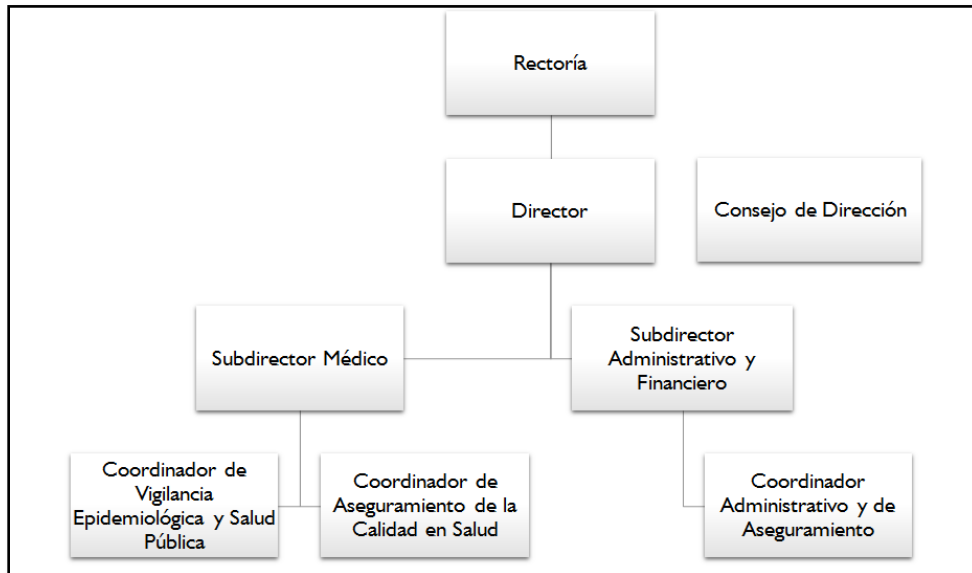 Rectoría
Director
Consejo de Dirección
Subdirector Médico
Subdirector
Administrativo y
Financiero
Coordinador de
Vigilancia
Epidemiológica y Salud
Pública
Coordinador de
Aseguramiento de la
Calidad en Salud
Coordinador
Administrativo y de
Aseguramiento